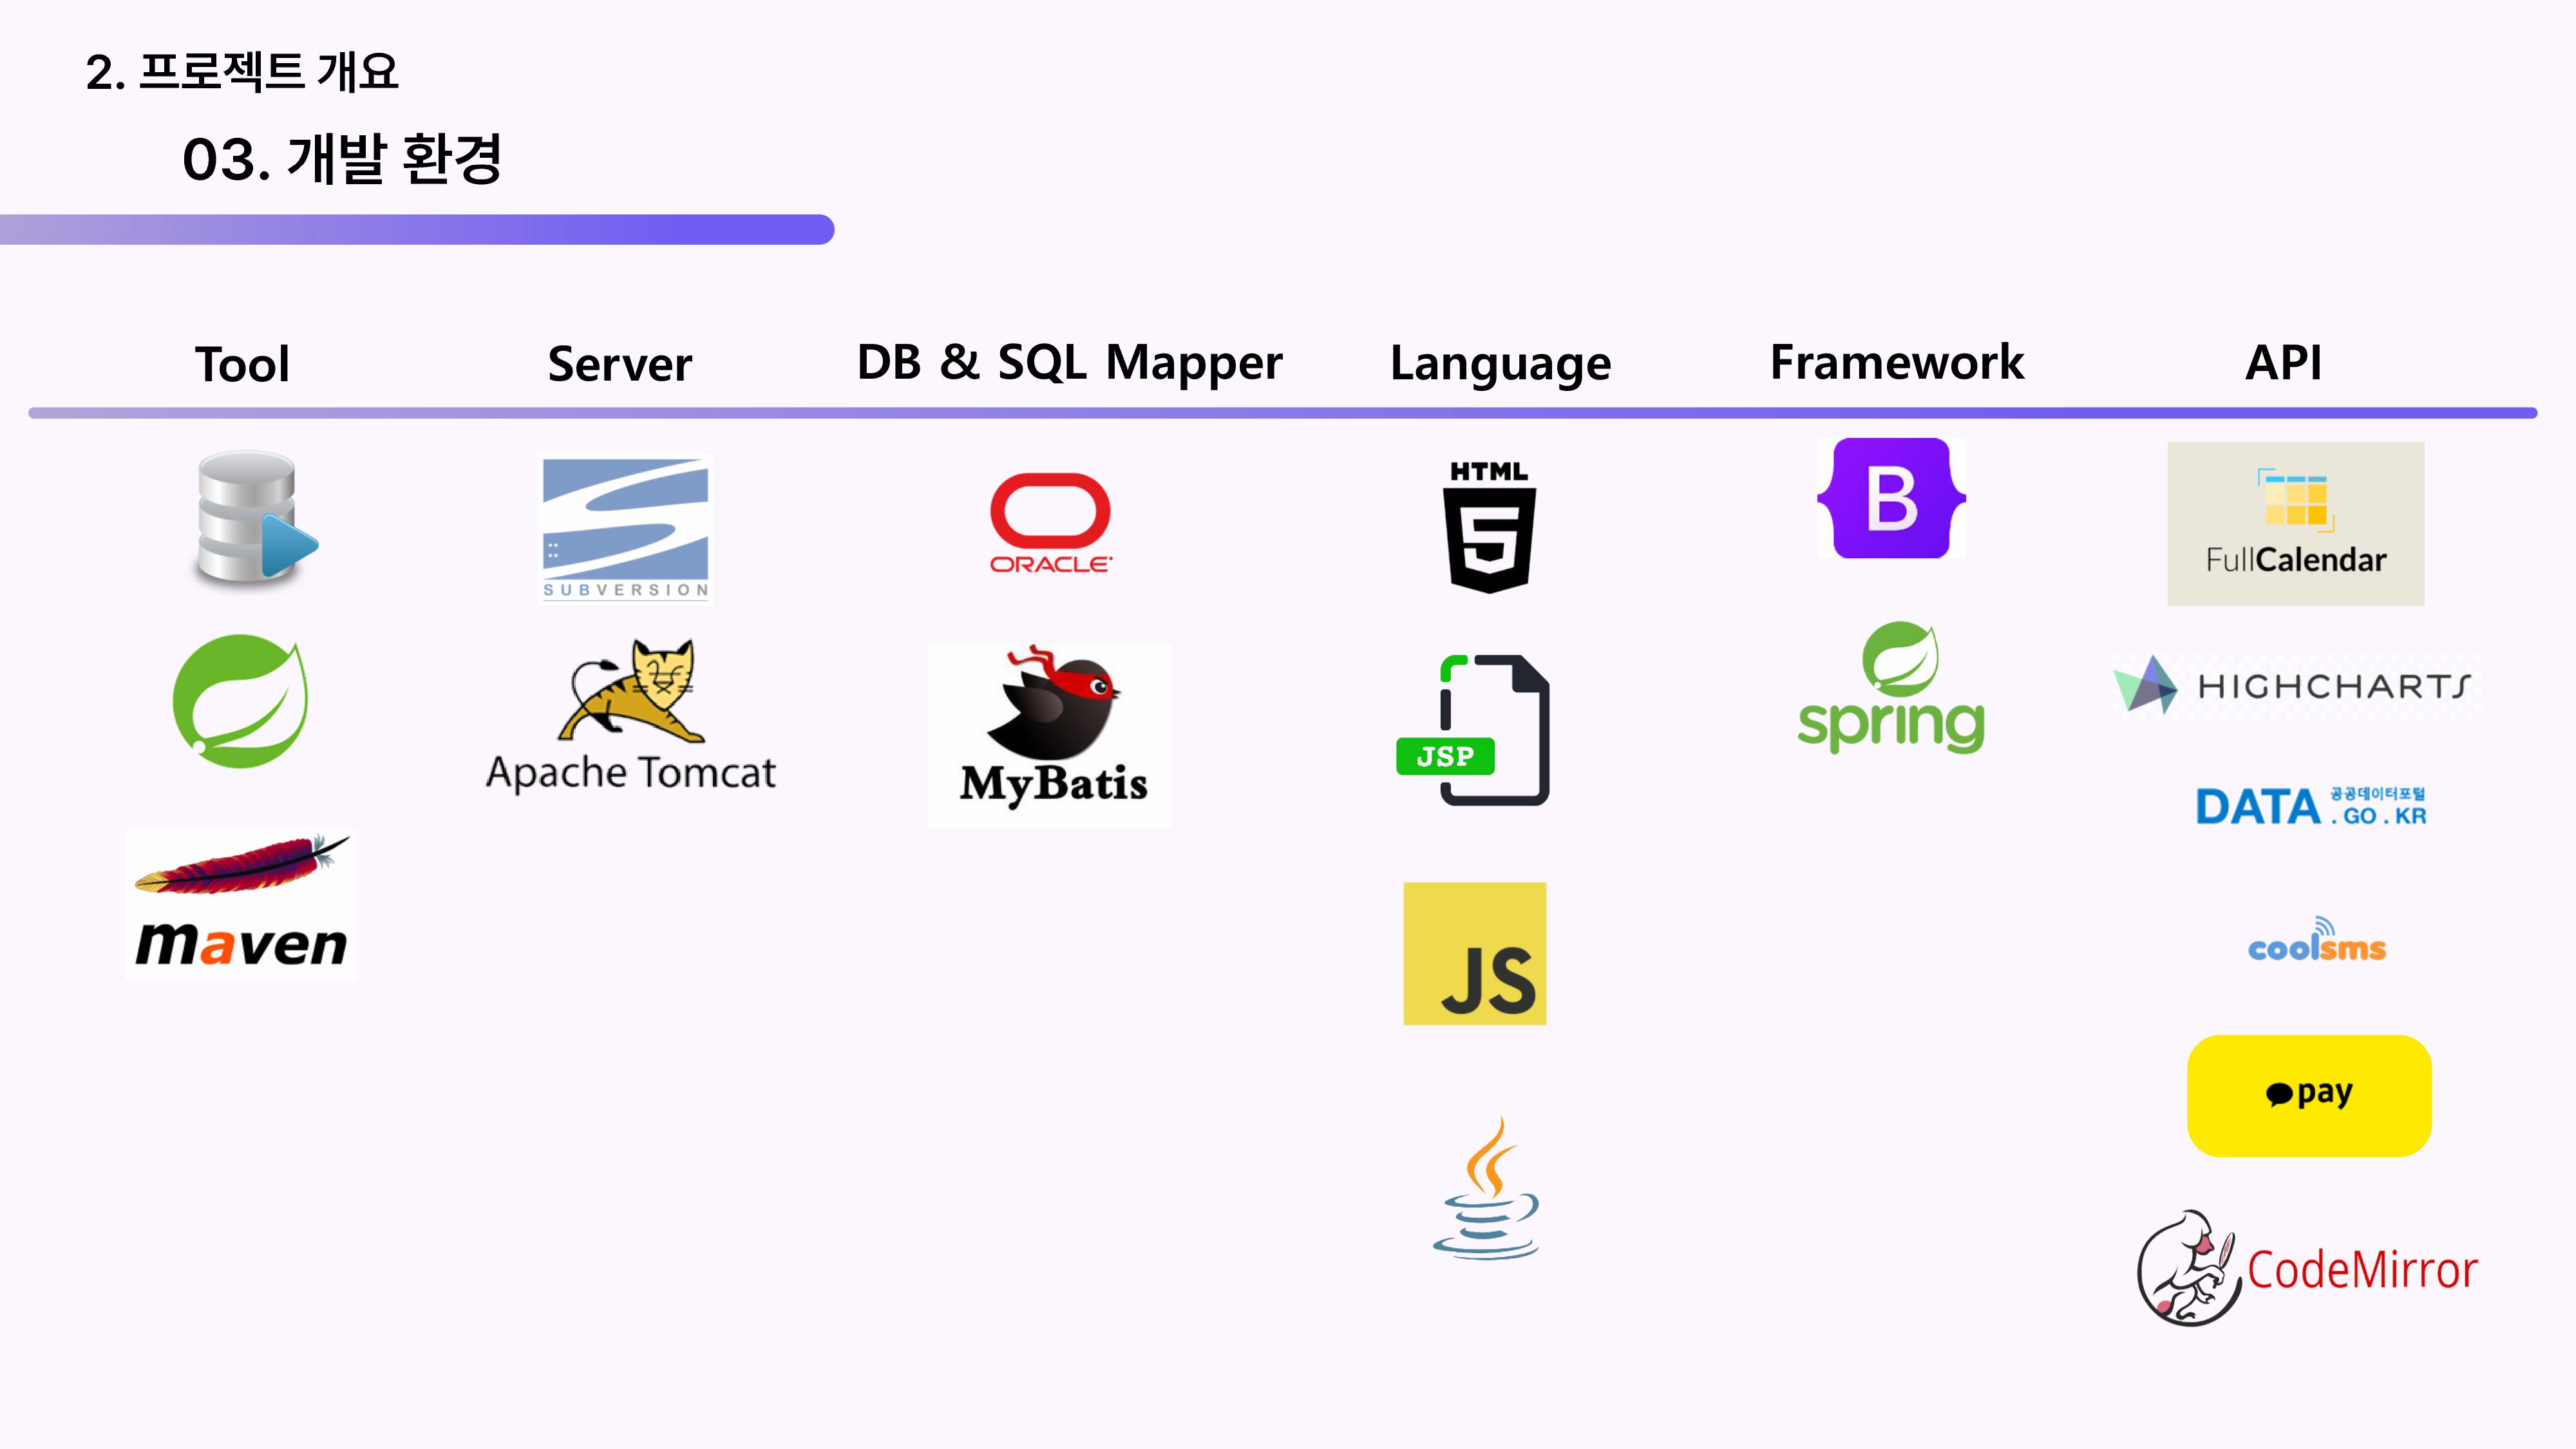 2. 프로젝트 개요
03. 개발 환경
Tool
Server
DB & SQL Mapper
Language
Framework
API
SUBVERSION
Apache Tomcat
maven
ORACLE
MyBatis
HTML
5
JSP
JS
B
spring
FullCalendar
HIGHCHARTS
DATA 공공데이터포털
.GO.KR
coolsms
pay
CodeMirror